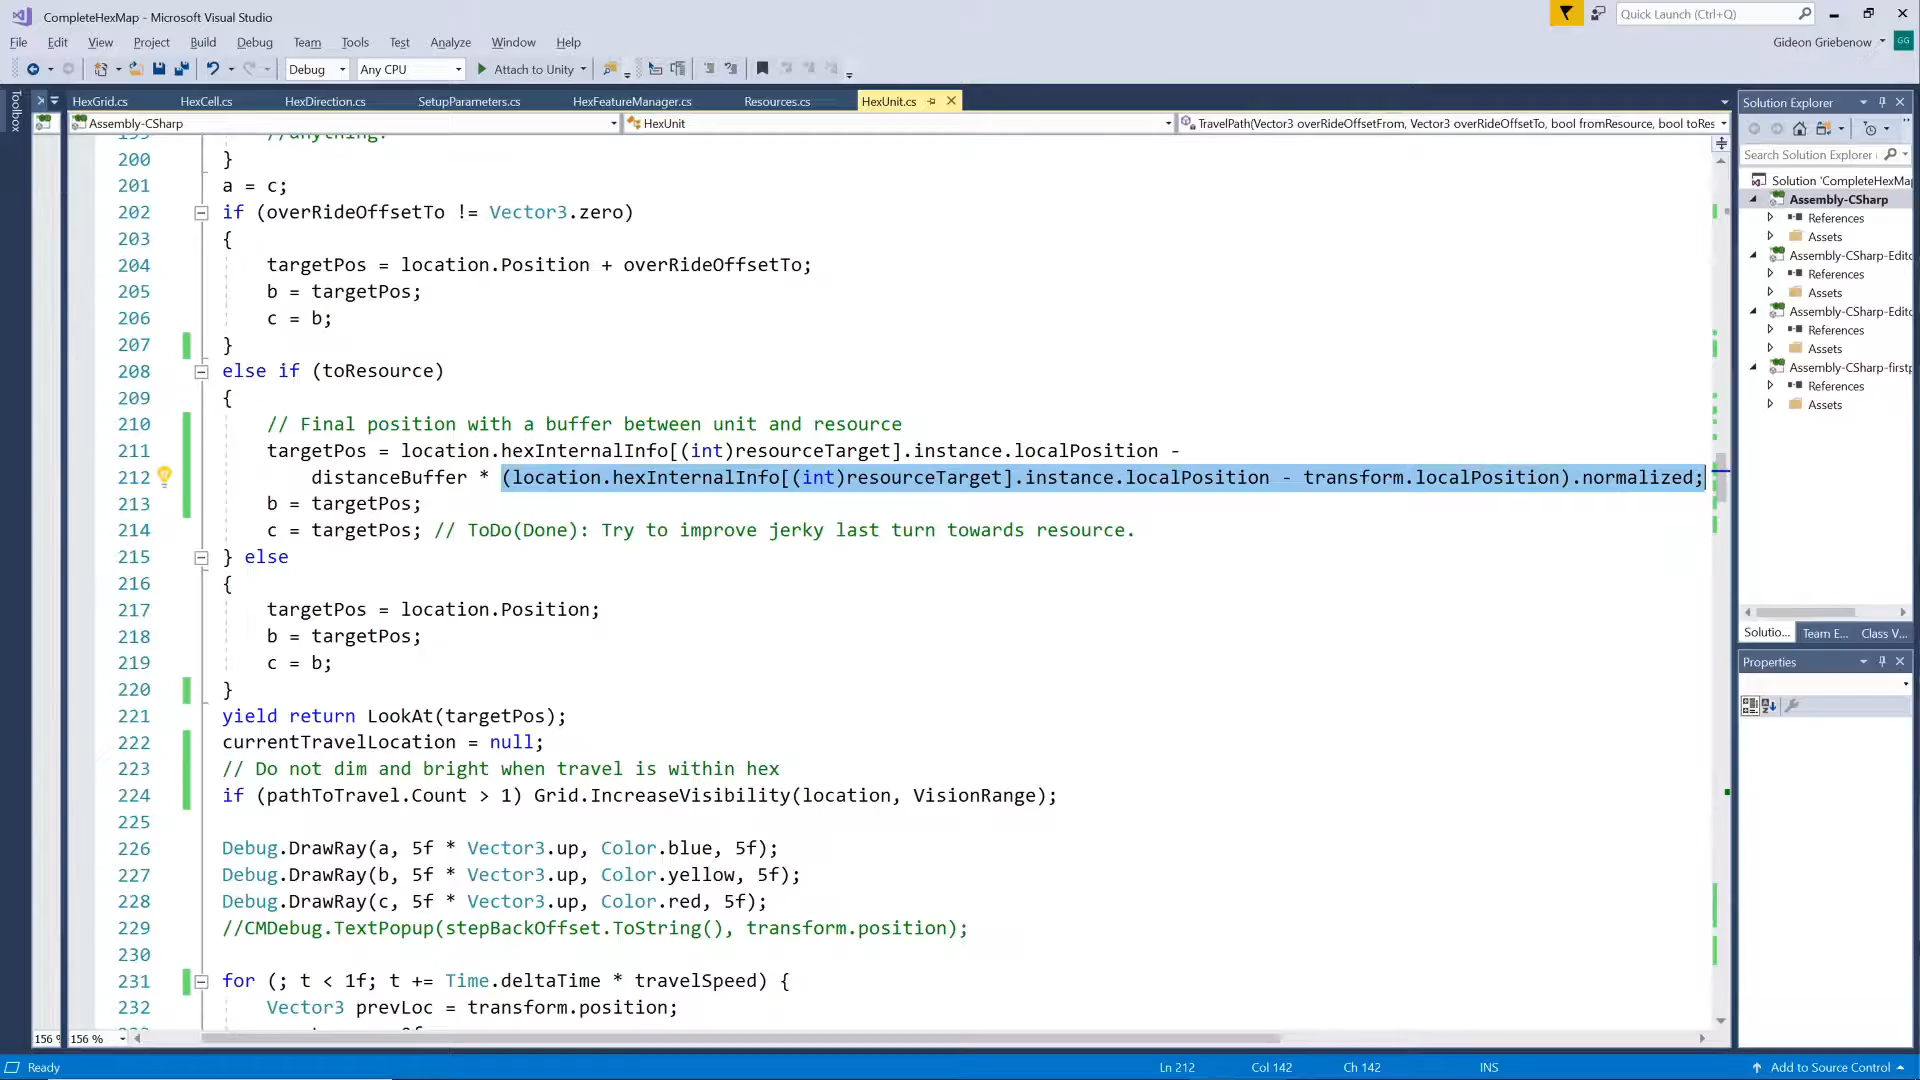 CompleteHexMap - Microsoft Visual Studio
Quick Launch (Ctrl+Q)
File Edit View Project Build Debug Team Tools Test Analyze Window Help
Gideon Griebenow GG
Debug Any CPU Attach to Unity
Toolbox
HexGrid.cs HexCell.cs HexDirection.cs SetupParameters.cs HexFeatureManager.cs Resources.cs HexUnit.cs
Assembly-CSharp HexUnit TravelPath(Vector3 overRideOffsetFrom, Vector3 overRideOffsetTo, bool fromResource, bool toRes
//anything.
200 }
201 a = c;
202 if (overRideOffsetTo != Vector3.zero)
203 {
204 targetPos = location.Position + overRideOffsetTo;
205 b = targetPos;
206 c = b;
207 }
208 else if (toResource)
209 {
210 // Final position with a buffer between unit and resource
211 targetPos = location.hexInternalInfo[(int)resourceTarget].instance.localPosition -
212 distanceBuffer * (location.hexInternalInfo[(int)resourceTarget].instance.localPosition - transform.localPosition).normalized;
213 b = targetPos;
214 c = targetPos; // ToDo(Done): Try to improve jerky last turn towards resource.
215 } else
216 {
217 targetPos = location.Position;
218 b = targetPos;
219 c = b;
220 }
221 yield return LookAt(targetPos);
222 currentTravelLocation = null;
223 // Do not dim and bright when travel is within hex
224 if (pathToTravel.Count > 1) Grid.IncreaseVisibility(location, VisionRange);
225
226 Debug.DrawRay(a, 5f * Vector3.up, Color.blue, 5f);
227 Debug.DrawRay(b, 5f * Vector3.up, Color.yellow, 5f);
228 Debug.DrawRay(c, 5f * Vector3.up, Color.red, 5f);
229 //CMDebug.TextPopup(stepBackOffset.ToString(), transform.position);
230
231 for (; t < 1f; t += Time.deltaTime * travelSpeed) {
232 Vector3 prevLoc = transform.position;
156 % 156 %
Solution Explorer
Search Solution Explorer
Solution 'CompleteHexMa
Assembly-CSharp
References
Assets
Assembly-CSharp-Edito
References
Assets
Assembly-CSharp-Edito
References
Assets
Assembly-CSharp-firstp
References
Assets
Solutio... Team E... Class V...
Properties
Ready Ln 212 Col 142 Ch 142 INS Add to Source Control